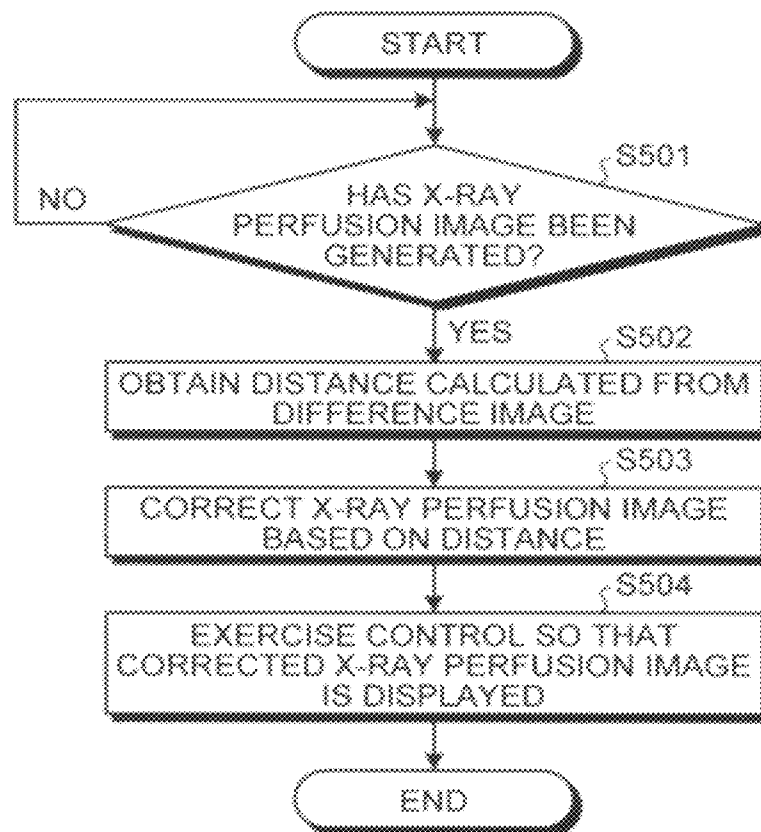 START
S501
HAS X-RAY
PERFUSION IMAGE BEEN
GENERATED?
NO
YES
S502
OBTAIN DISTANCE CALCULATED FROM
DIFFERENCE IMAGE
S503
CORRECT X-RAY PERFUSION IMAGE
BASED ON DISTANCE
S504
EXERCISE CONTROL SO THAT
CORRECTED X-RAY PERFUSION IMAGE
IS DISPLAYED
END